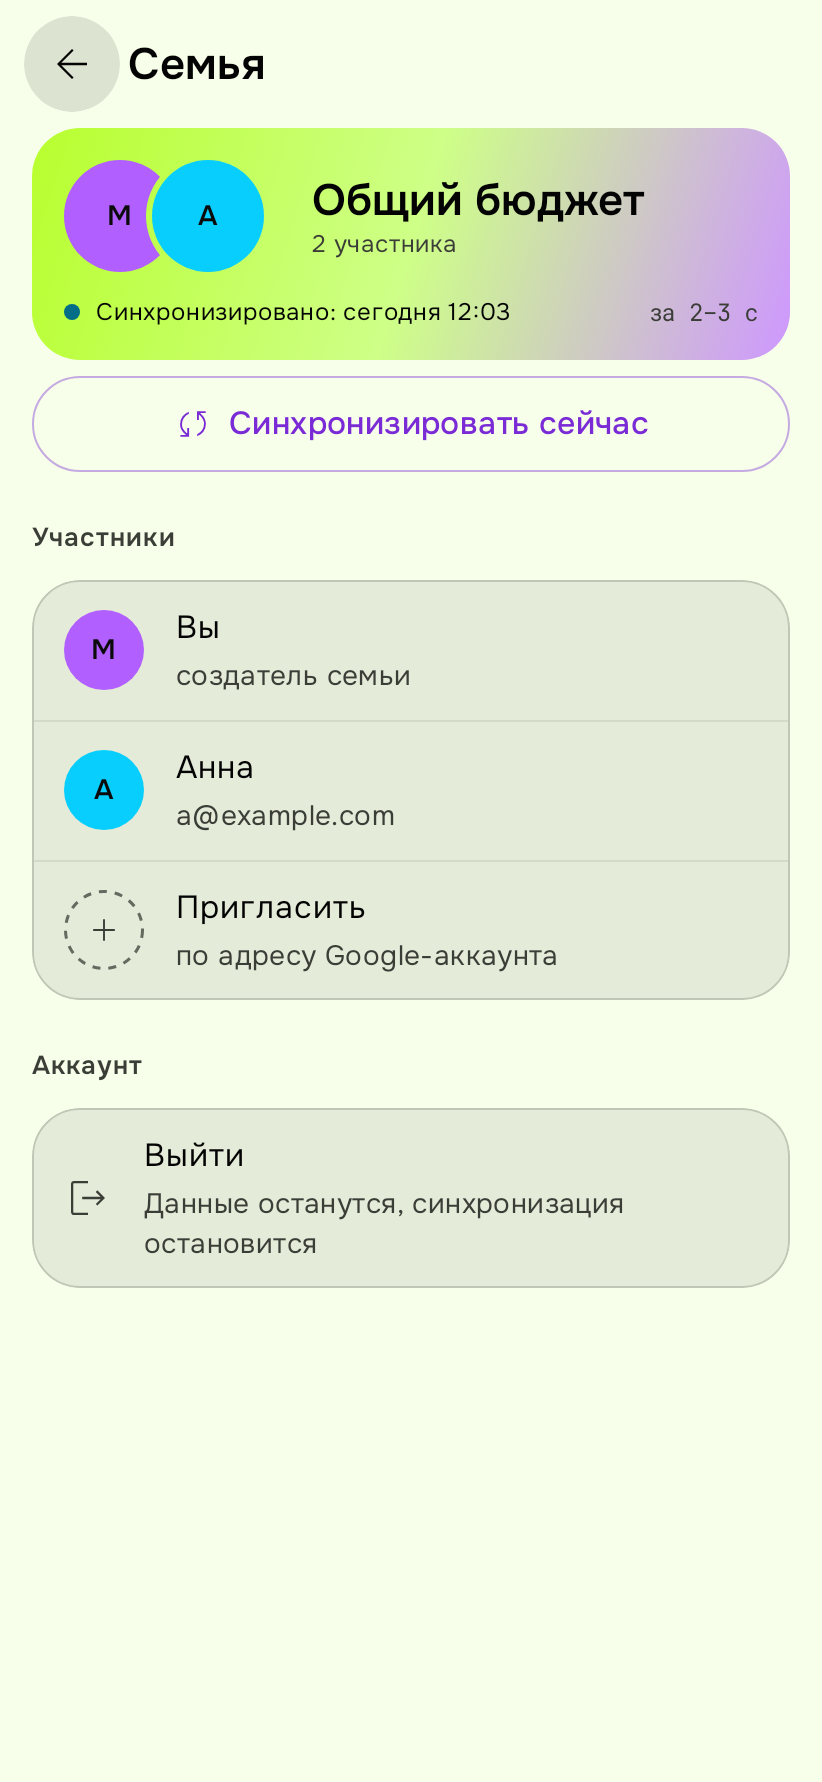 Семья
М
А
Общий бюджет
2 участника
Синхронизировано: сегодня 12:03
за 2–3 с
Синхронизировать сейчас
Участники
М
Вы
создатель семьи
А
Анна
a@example.com
Пригласить
по адресу Google-аккаунта
Аккаунт
Выйти
Данные останутся, синхронизация
остановится